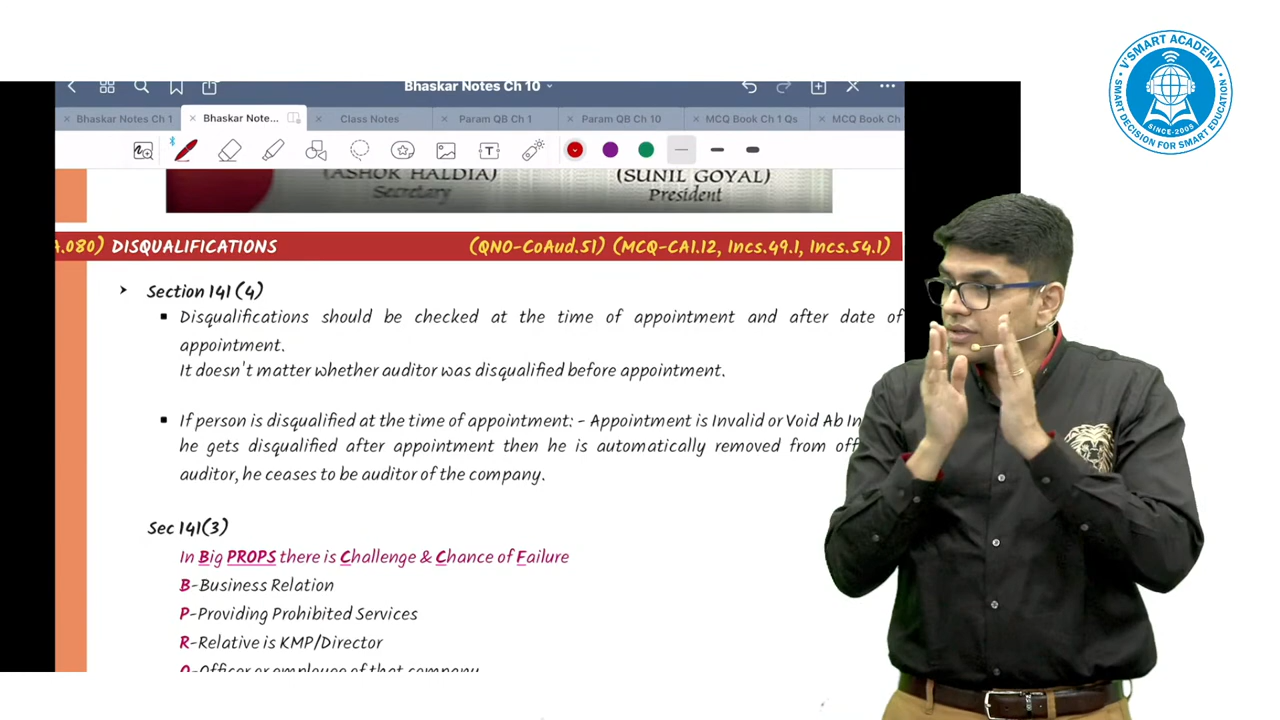 V'SMART ACADEMY
SMART DECISION FOR SMART EDUCATION
SINCE-2005
Bhaskar Notes Ch 10
Bhaskar Notes Ch 1
Bhaskar Note...
Class Notes
Param QB Ch 1
Param QB Ch 10
MCQ Book Ch 1 Qs
MCQ Book Ch
(ASHOK HALDIA)
Secretary
(SUNIL GOYAL)
President
A.080) DISQUALIFICATIONS
(QNO-CoAud.51) (MCQ-CA1.12, Incs.49.1, Incs.54.1)
Section 141 (4)
Disqualifications should be checked at the time of appointment and after date of
appointment.
It doesn't matter whether auditor was disqualified before appointment.
If person is disqualified at the time of appointment: - Appointment is Invalid or Void Ab In
he gets disqualified after appointment then he is automatically removed from off
auditor, he ceases to be auditor of the company.
Sec 141(3)
In Big PROPS there is Challenge & Chance of Failure
B-Business Relation
P-Providing Prohibited Services
R-Relative is KMP/Director
O-Officer or employee of that company